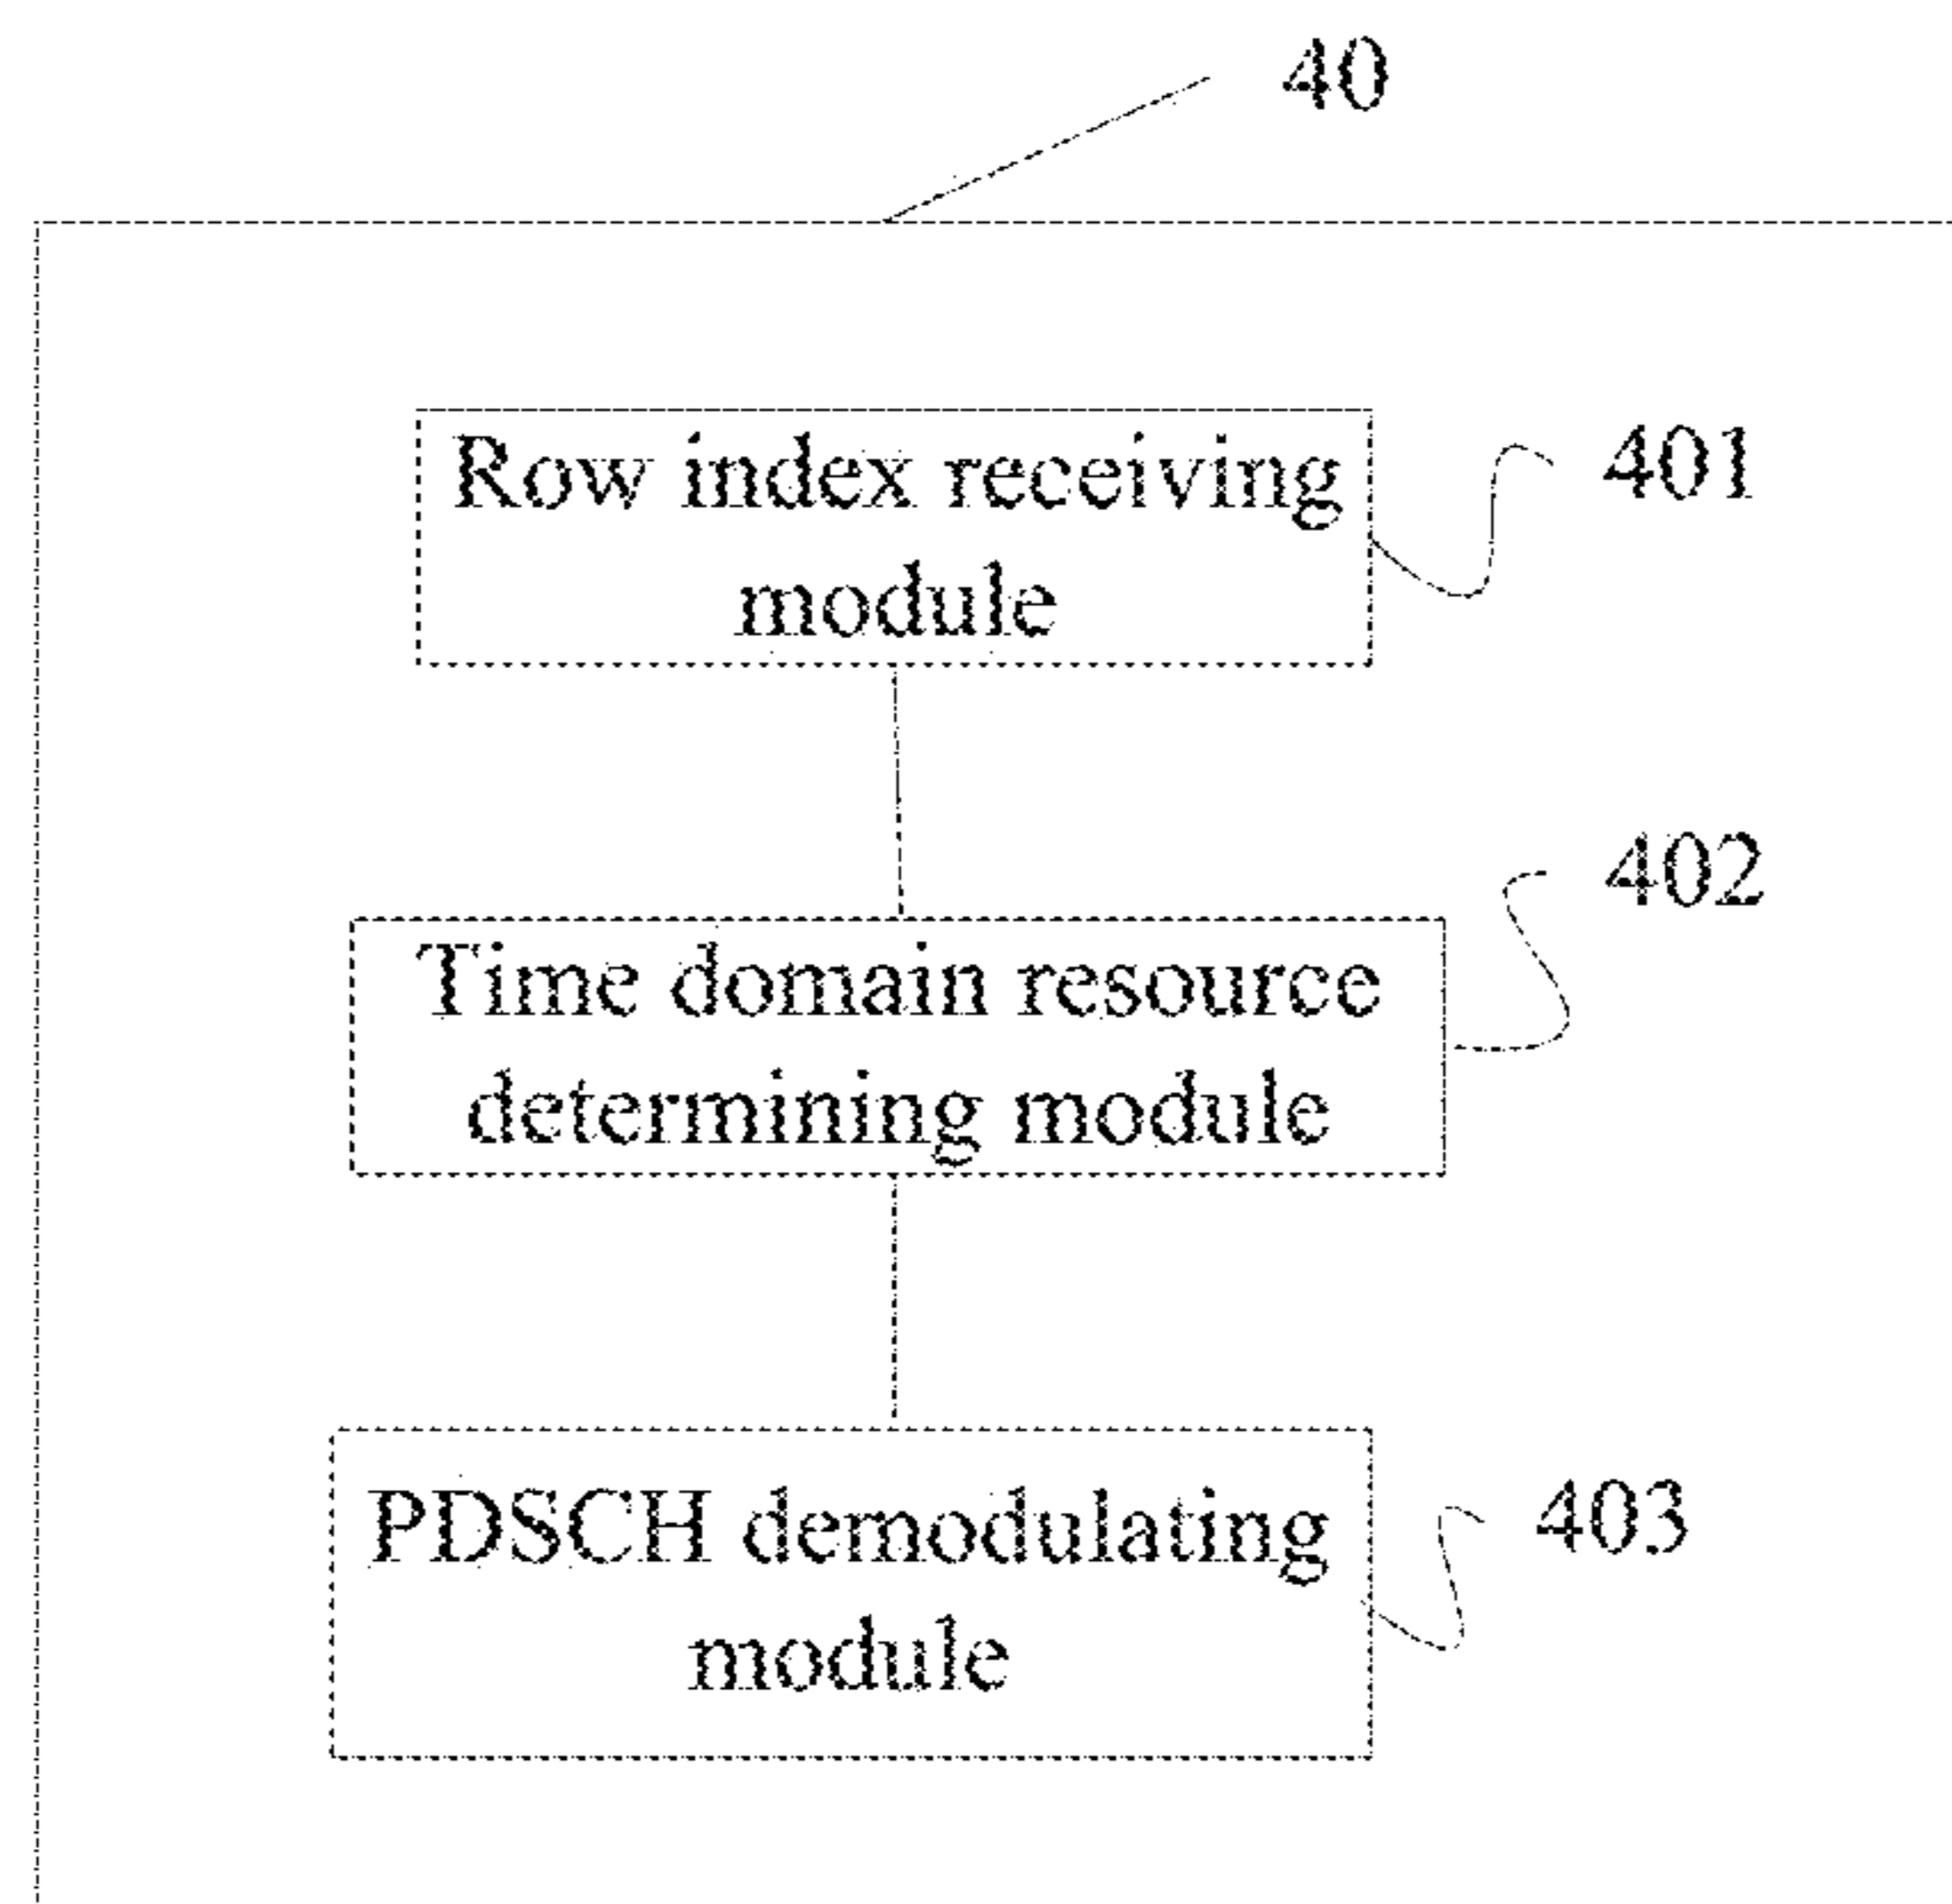 40
Row index receiving
module
401
402
Time domain resource
determining module
PDSCH demodulating
module
403